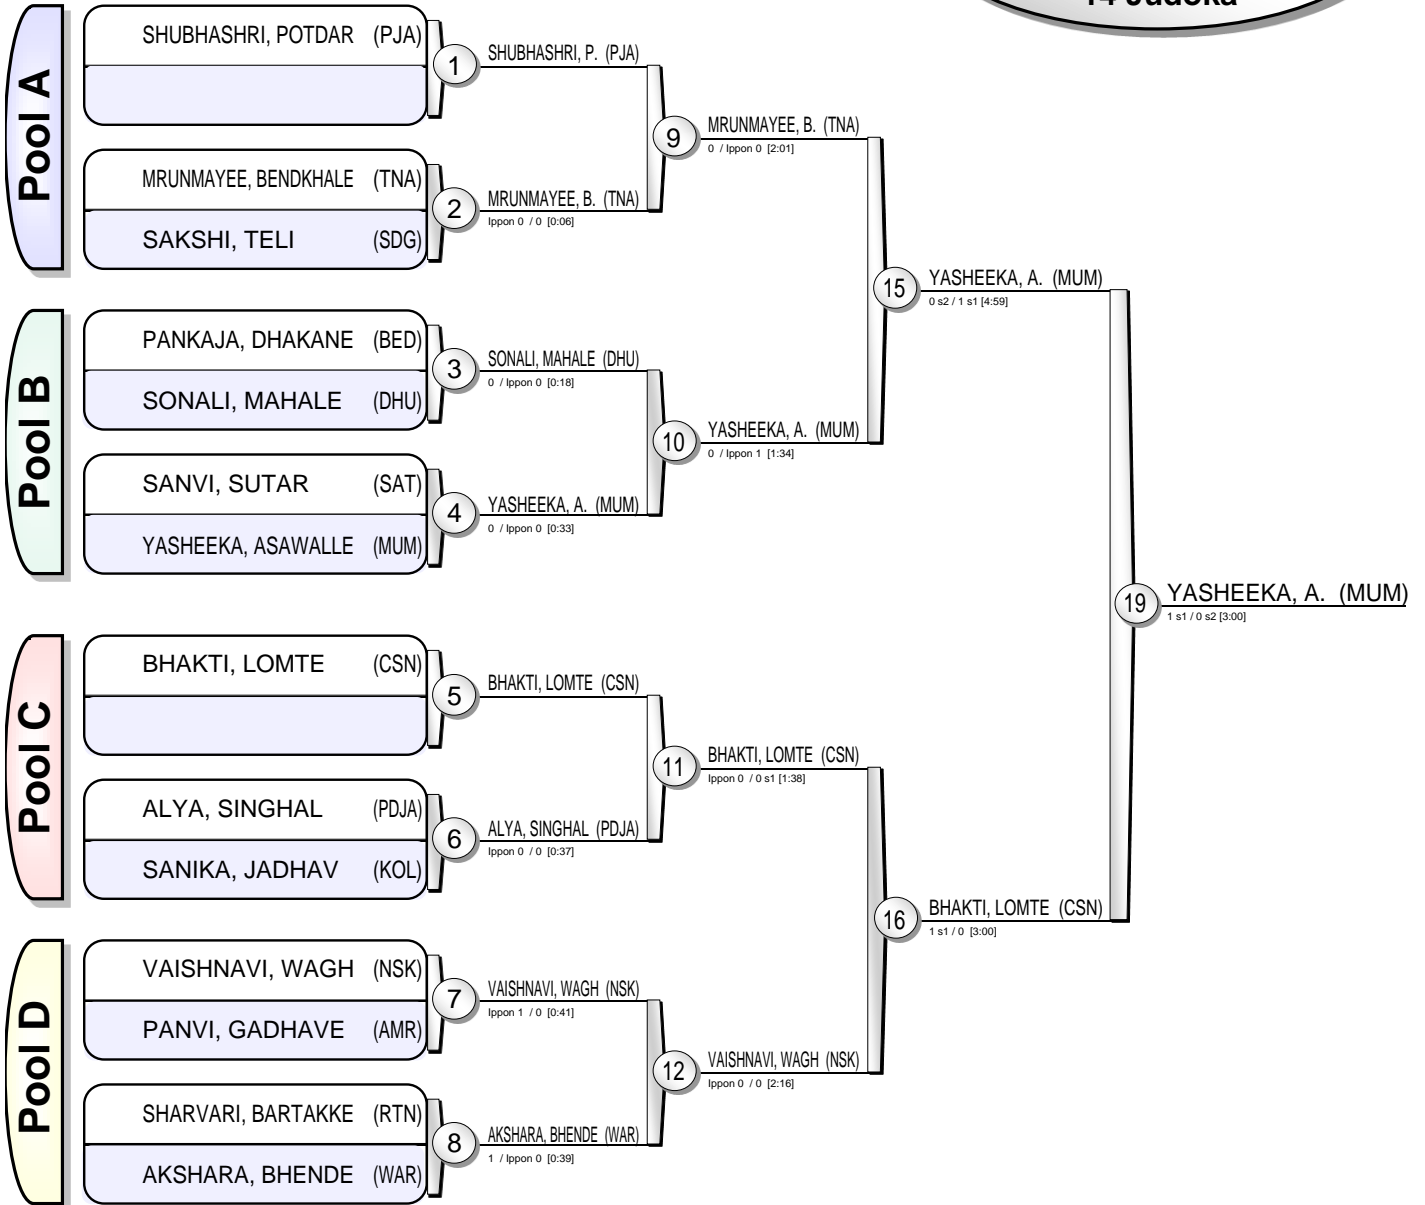 14 Judoka
Pool A
SHUBHASHRI, POTDAR (PJA)
1
SHUBHASHRI, P. (PJA)
MRUNMAYEE, BENDKHALE (TNA)
SAKSHI, TELI (SDG)
2
MRUNMAYEE, B. (TNA)
Ippon 0 / 0 [0:06]
9
MRUNMAYEE, B. (TNA)
0 / Ippon 0 [2:01]
Pool B
PANKAJA, DHAKANE (BED)
SONALI, MAHALE (DHU)
3
SONALI, MAHALE (DHU)
0 / Ippon 0 [0:18]
SANVI, SUTAR (SAT)
YASHEEKA, ASAWALLE (MUM)
4
YASHEEKA, A. (MUM)
0 / Ippon 0 [0:33]
10
YASHEEKA, A. (MUM)
0 / Ippon 1 [1:34]
15
YASHEEKA, A. (MUM)
0 s2 / 1 s1 [4:59]
Pool C
BHAKTI, LOMTE (CSN)
5
BHAKTI, LOMTE (CSN)
ALYA, SINGHAL (PDJA)
SANIKA, JADHAV (KOL)
6
ALYA, SINGHAL (PDJA)
Ippon 0 / 0 [0:37]
11
BHAKTI, LOMTE (CSN)
Ippon 0 / 0 s1 [1:38]
Pool D
VAISHNAVI, WAGH (NSK)
PANVI, GADHAVE (AMR)
7
VAISHNAVI, WAGH (NSK)
Ippon 1 / 0 [0:41]
SHARVARI, BARTAKKE (RTN)
AKSHARA, BHENDE (WAR)
8
AKSHARA, BHENDE (WAR)
1 / Ippon 0 [0:39]
12
VAISHNAVI, WAGH (NSK)
Ippon 0 / 0 [2:16]
16
BHAKTI, LOMTE (CSN)
1 s1 / 0 [3:00]
19
YASHEEKA, A. (MUM)
1 s1 / 0 s2 [3:00]